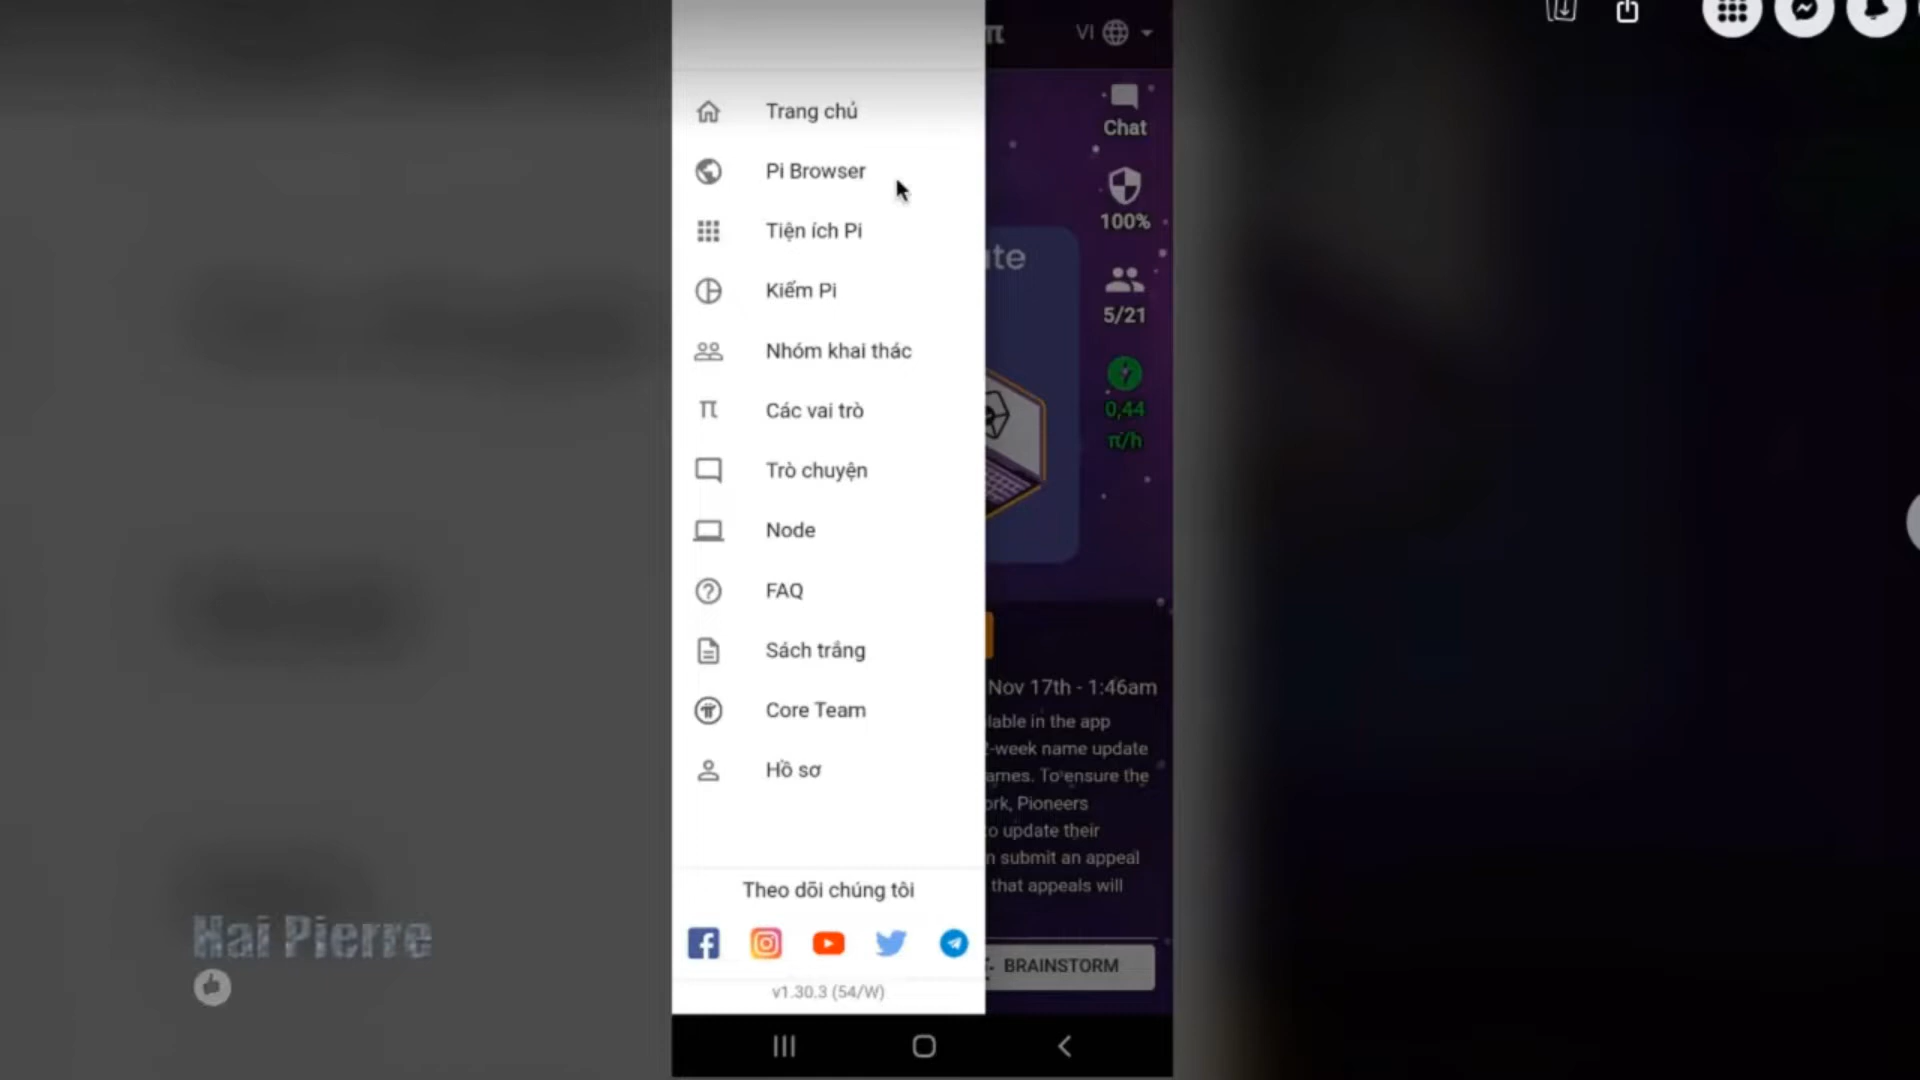 π
VI
Trang chủ
Pi Browser
Tiện ích Pi
Kiếm Pi
Nhóm khai thác
Các vai trò
Trò chuyện
Node
FAQ
Sách trắng
Core Team
Hồ sơ
Theo dõi chúng tôi
v1.30.3 (54/W)
Chat
100%
5/21
0,44
π/h
Nov 17th - 1:46am
in the app
2-week name update
To ensure the
Pioneers
update their
submit an appeal
that appeals will
BRAINSTORM
Hai Pierre